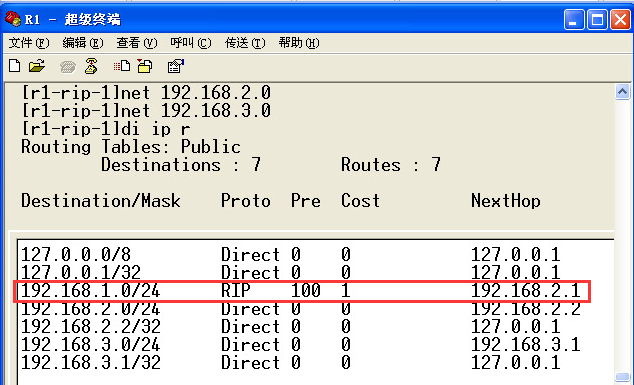 R1 - 超级终端
文件(F) 编辑(E) 查看(V) 呼叫(C) 传送(T) 帮助(H)
[r1-rip-1]net 192.168.2.0
[r1-rip-1]net 192.168.3.0
[r1-rip-1]di ip r
Routing Tables: Public
Destinations : 7 Routes : 7
Destination/Mask Proto Pre Cost NextHop
127.0.0.0/8 Direct 0 0 127.0.0.1
127.0.0.1/32 Direct 0 0 127.0.0.1
192.168.1.0/24 RIP 100 1 192.168.2.1
192.168.2.0/24 Direct 0 0 192.168.2.2
192.168.2.2/32 Direct 0 0 127.0.0.1
192.168.3.0/24 Direct 0 0 192.168.3.1
192.168.3.1/32 Direct 0 0 127.0.0.1